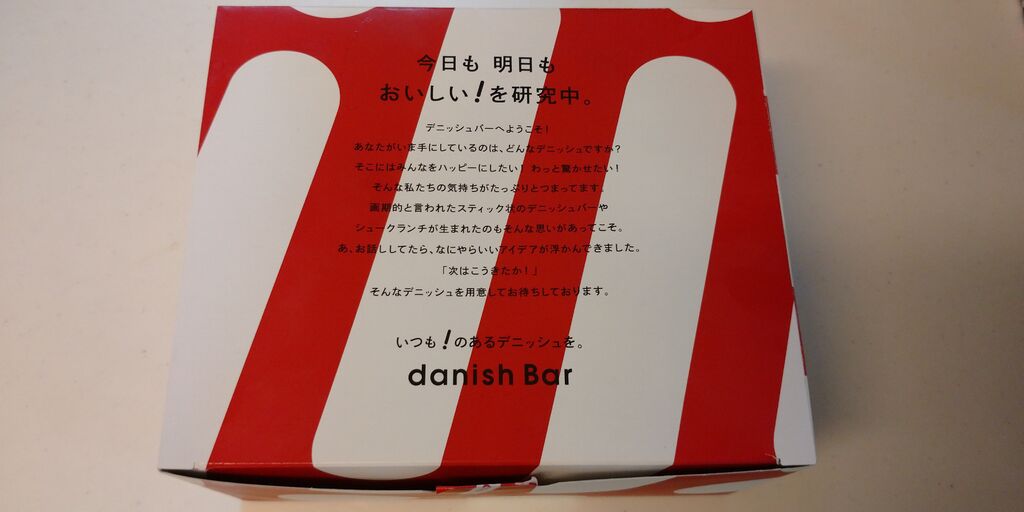 今日も 明日も
おいしい!を研究中。
デニッシュバーへようこそ!
あなたがいま手にしているのは、どんなデニッシュですか?
そこにはみんなをハッピーにしたい! わっと驚かせたい!
そんな私たちの気持ちがたっぷりとつまってます。
画期的と言われたスティック状のデニッシュバーや
シュークランチが生まれたのもそんな思いがあってこそ。
あ、お話ししてたら、なにやらいいアイデアが浮かんできました。
「次はこうきたか!」
そんなデニッシュを用意してお待ちしております。
いつも!のあるデニッシュを。
danish Bar